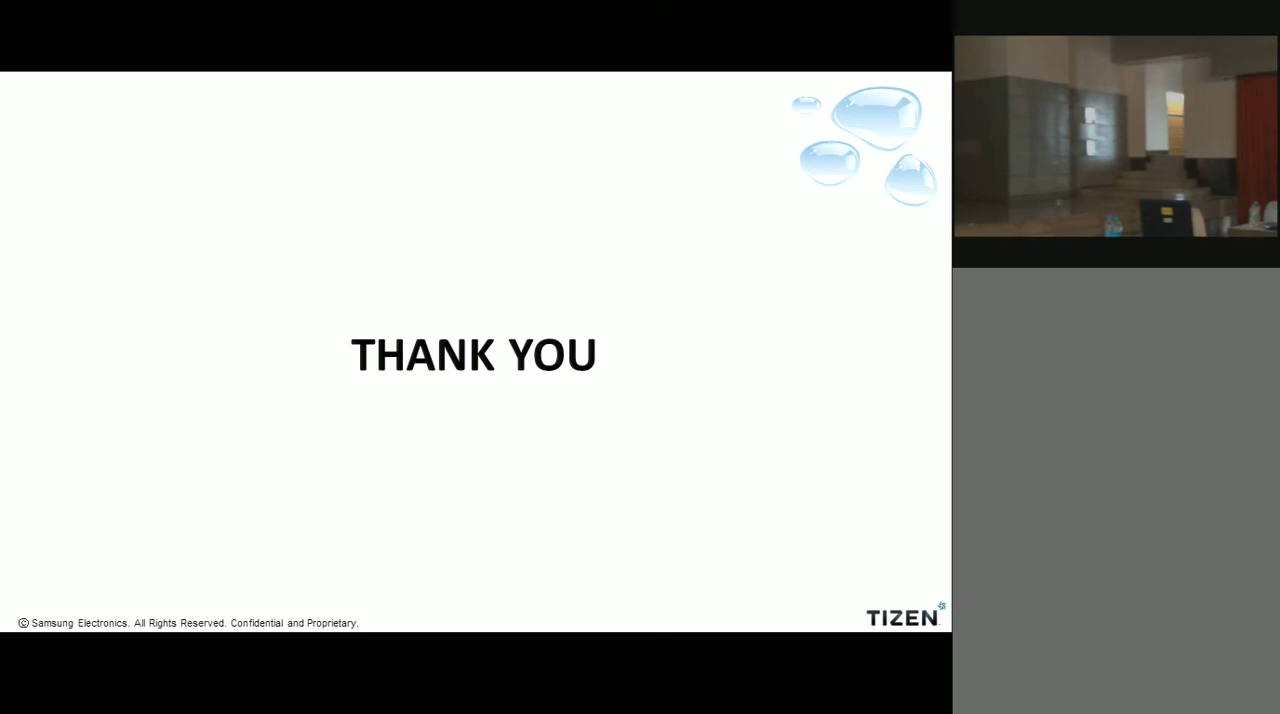 THANK YOU
© Samsung Electronics. All Rights Reserved. Confidential and Proprietary.
TIZEN